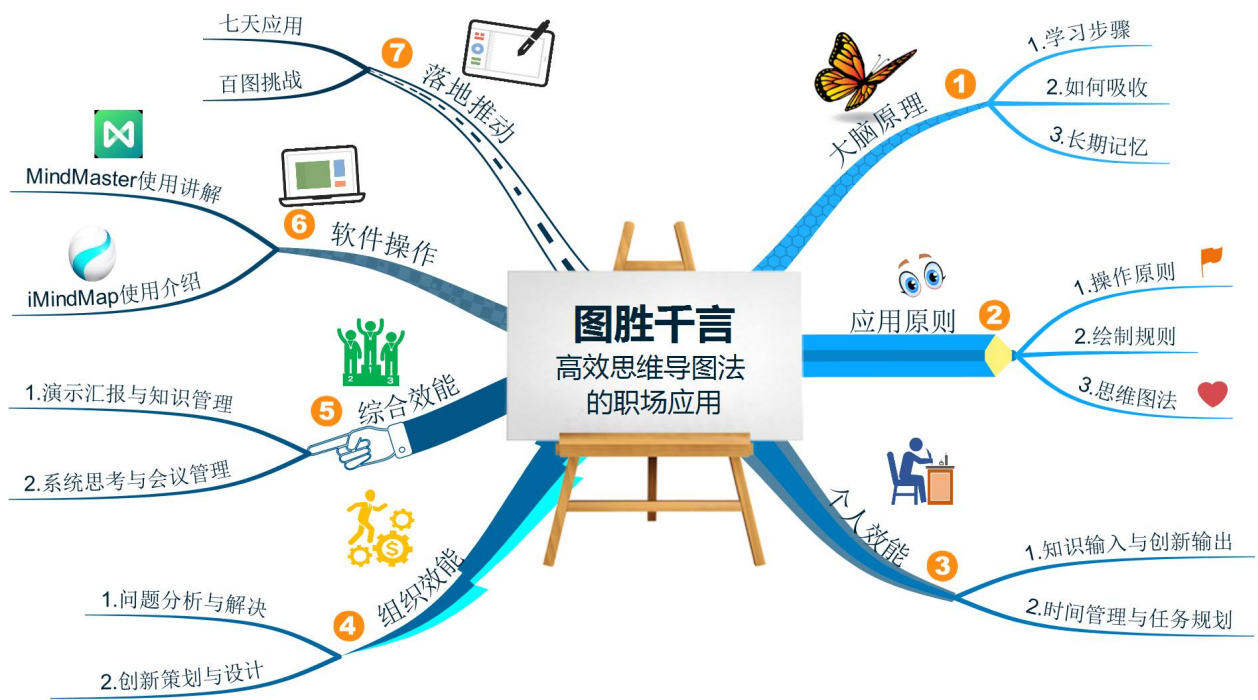 图胜千言
高效思维导图法
的职场应用
1
大脑原理
1.学习步骤
2.如何吸收
3.长期记忆
2
应用原则
1.操作原则
2.绘制规则
3.思维图法
3
个人效能
1.知识输入与创新输出
2.时间管理与任务规划
4
组织效能
1.问题分析与解决
2.创新策划与设计
$
5
综合效能
1.演示汇报与知识管理
2.系统思考与会议管理
2 3
6
软件操作
MindMaster使用讲解
iMindMap使用介绍
7
落地推动
七天应用
百图挑战